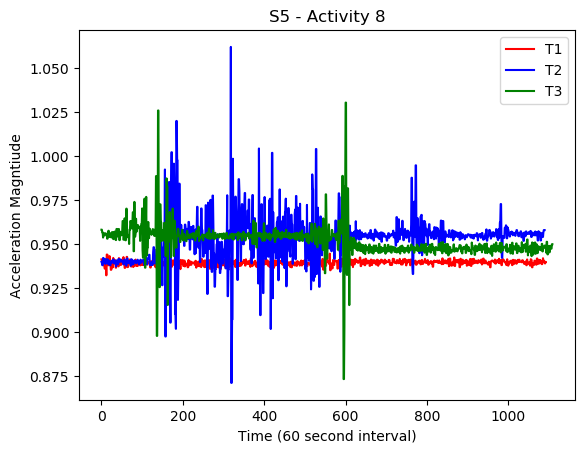 S5 - Activity 8
Acceleration Magntiude
1.050
1.025
1.000
0.975
0.950
0.925
0.900
0.875
T1
T2
T3
0 200 400 600 800 1000
Time (60 second interval)